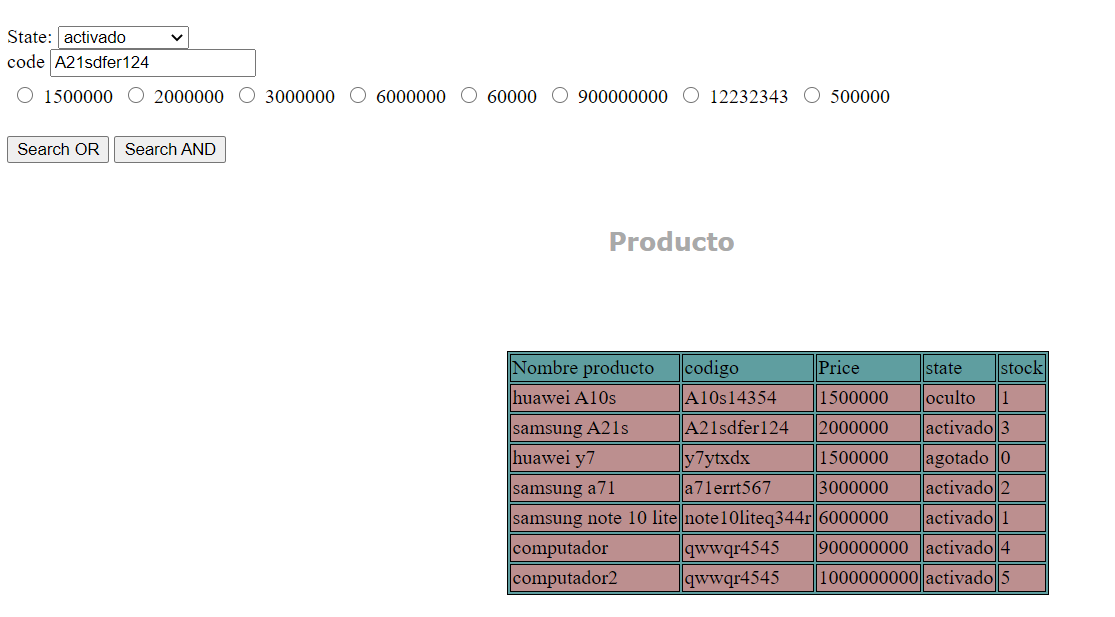 State: activado
code A21sdfer124
1500000 2000000 3000000 6000000 60000 900000000 12232343 500000
Search OR Search AND
Producto
Nombre producto codigo Price state stock
huawei A10s A10s14354 1500000 oculto 1
samsung A21s A21sdfer124 2000000 activado 3
huawei y7 y7ytxdx 1500000 agotado 0
samsung a71 a71errt567 3000000 activado 2
samsung note 10 lite note10liteq344r 6000000 activado 1
computador qwwqr4545 900000000 activado 4
computador2 qwwqr4545 1000000000 activado 5